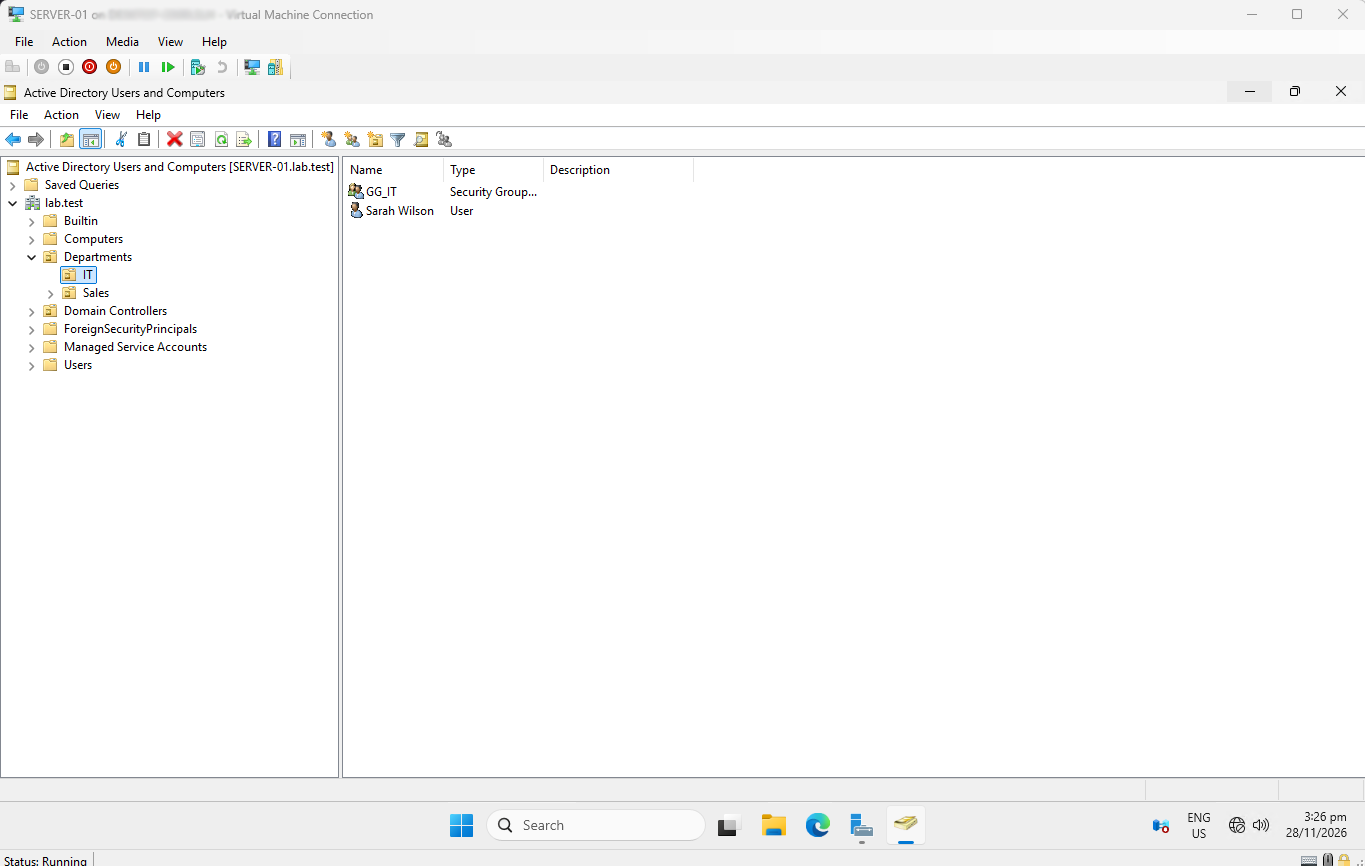 SERVER-01 on - Virtual Machine Connection
File Action Media View Help
Active Directory Users and Computers
File Action View Help
Active Directory Users and Computers [SERVER-01.lab.test]
Saved Queries
lab.test
Builtin
Computers
Departments
IT
Sales
Domain Controllers
ForeignSecurityPrincipals
Managed Service Accounts
Users
Name Type Description
GG_IT Security Group...
Sarah Wilson User
Search
ENG
US
3:26 pm
28/11/2026
Status: Running